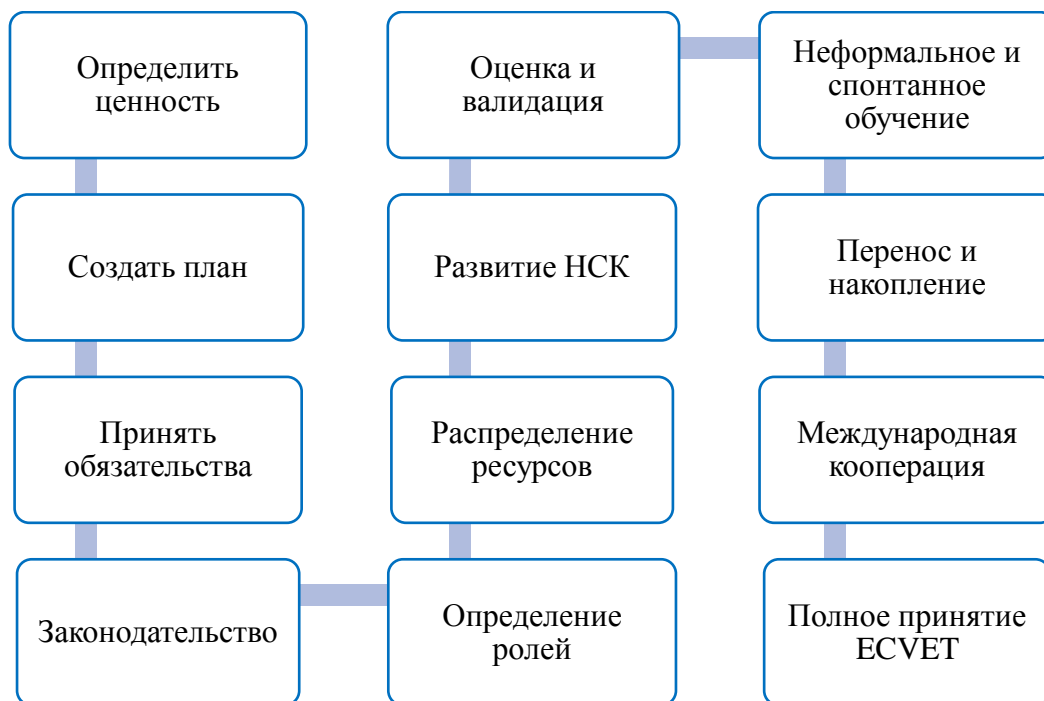 Определить
ценность
Создать план
Принять
обязательства
Законодательство
Определение
ролей
Распределение
ресурсов
Развитие НСК
Оценка и
валидация
Неформальное и
спонтанное
обучение
Перенос и
накопление
Международная
кооперация
Полное принятие
ECVET